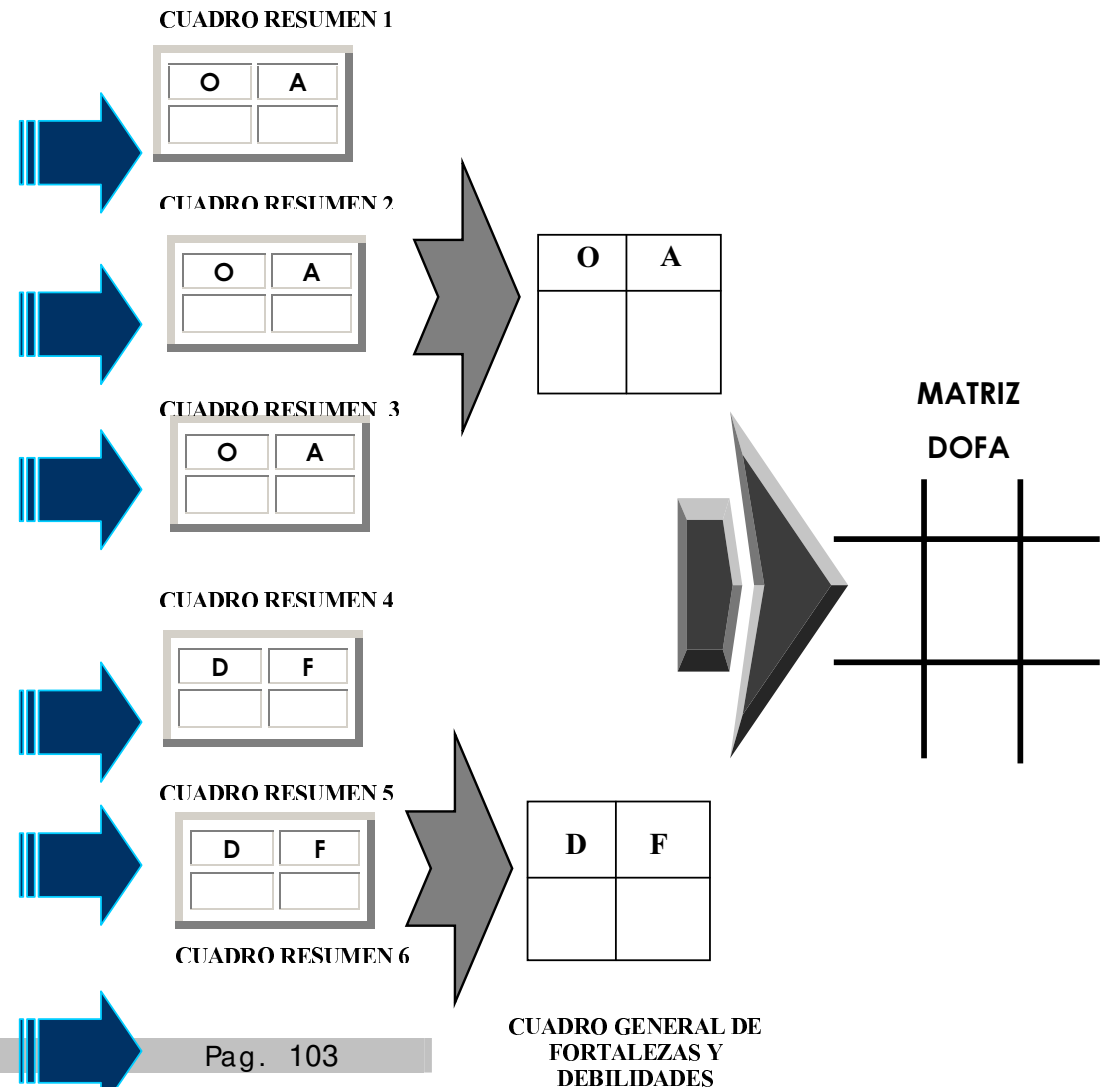 CUADRO RESUMEN 1
O A
CUADRO RESUMEN 2
O A
O A
CUADRO RESUMEN 3
O A
MATRIZ
DOFA
CUADRO RESUMEN 4
D F
CUADRO RESUMEN 5
D F
D F
CUADRO RESUMEN 6
CUADRO GENERAL DE
FORTALEZAS Y
DEBILIDADES
Pag. 103